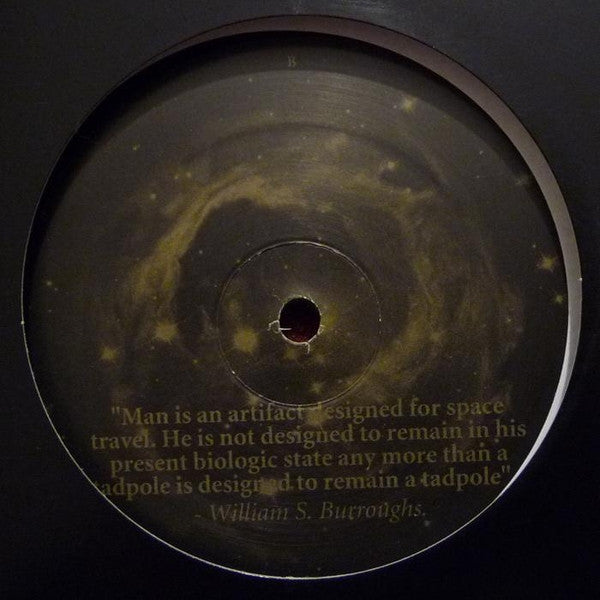 B
"Man is an artifact designed for space
travel. He is not designed to remain in his
present biologic state any more than a
tadpole is designed to remain a tadpole"
- William S. Burroughs.